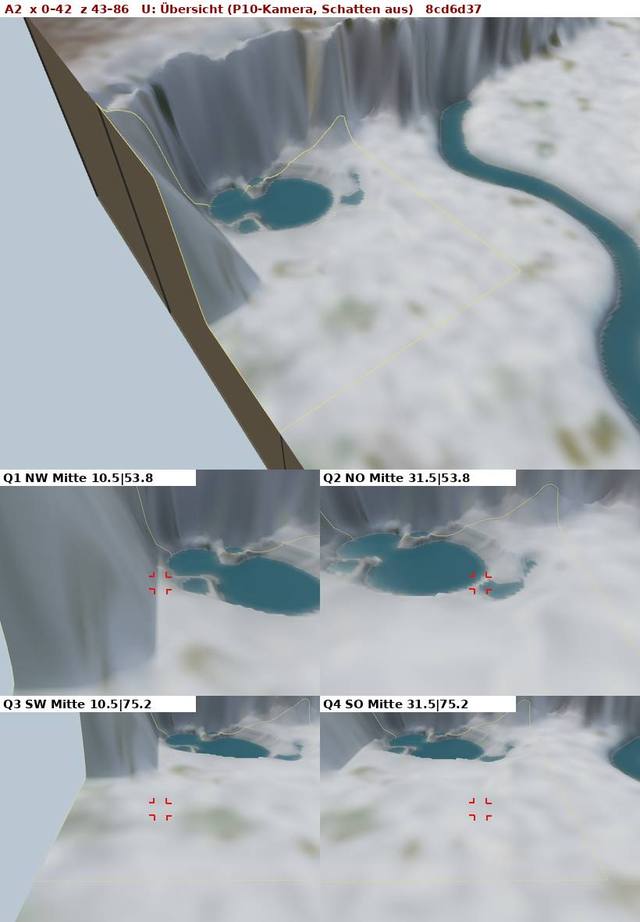 A2 x 0-42 z 43-86 U: Übersicht (P10-Kamera, Schatten aus) 8cd6d37
Q1 NW Mitte 10.5|53.8
Q2 NO Mitte 31.5|53.8
Q3 SW Mitte 10.5|75.2
Q4 SO Mitte 31.5|75.2